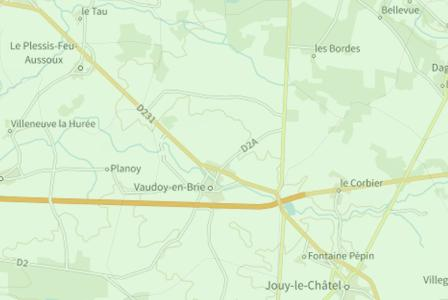 le Tau
Bellevue
Le Plessis-Feu-
Aussoux
les Bordes
D231
Villeneuve la Hurée
D2A
Planoy
Vaudoy-en-Brie
le Corbier
D2
Fontaine Pépin
Jouy-le-Châtel